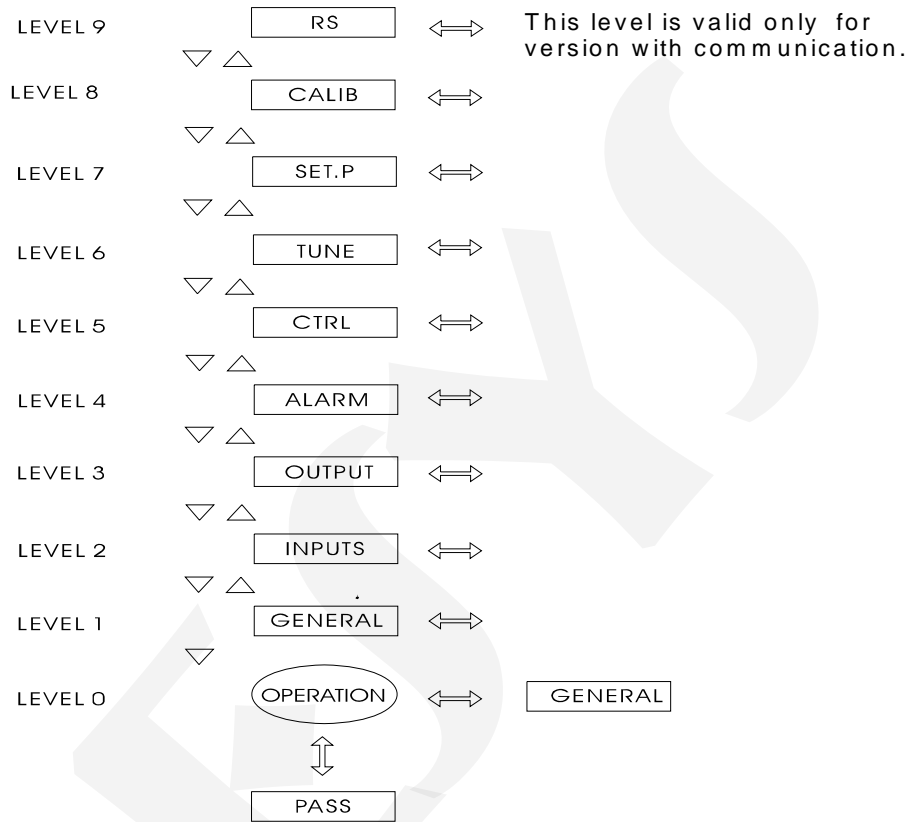 LEVEL 9 RS This level is valid only for
version with communication.
LEVEL 8 CALIB
LEVEL 7 SET.P
LEVEL 6 TUNE
LEVEL 5 CTRL
LEVEL 4 ALARM
LEVEL 3 OUTPUT
LEVEL 2 INPUTS
LEVEL 1 GENERAL
LEVEL 0 OPERATION GENERAL
PASS